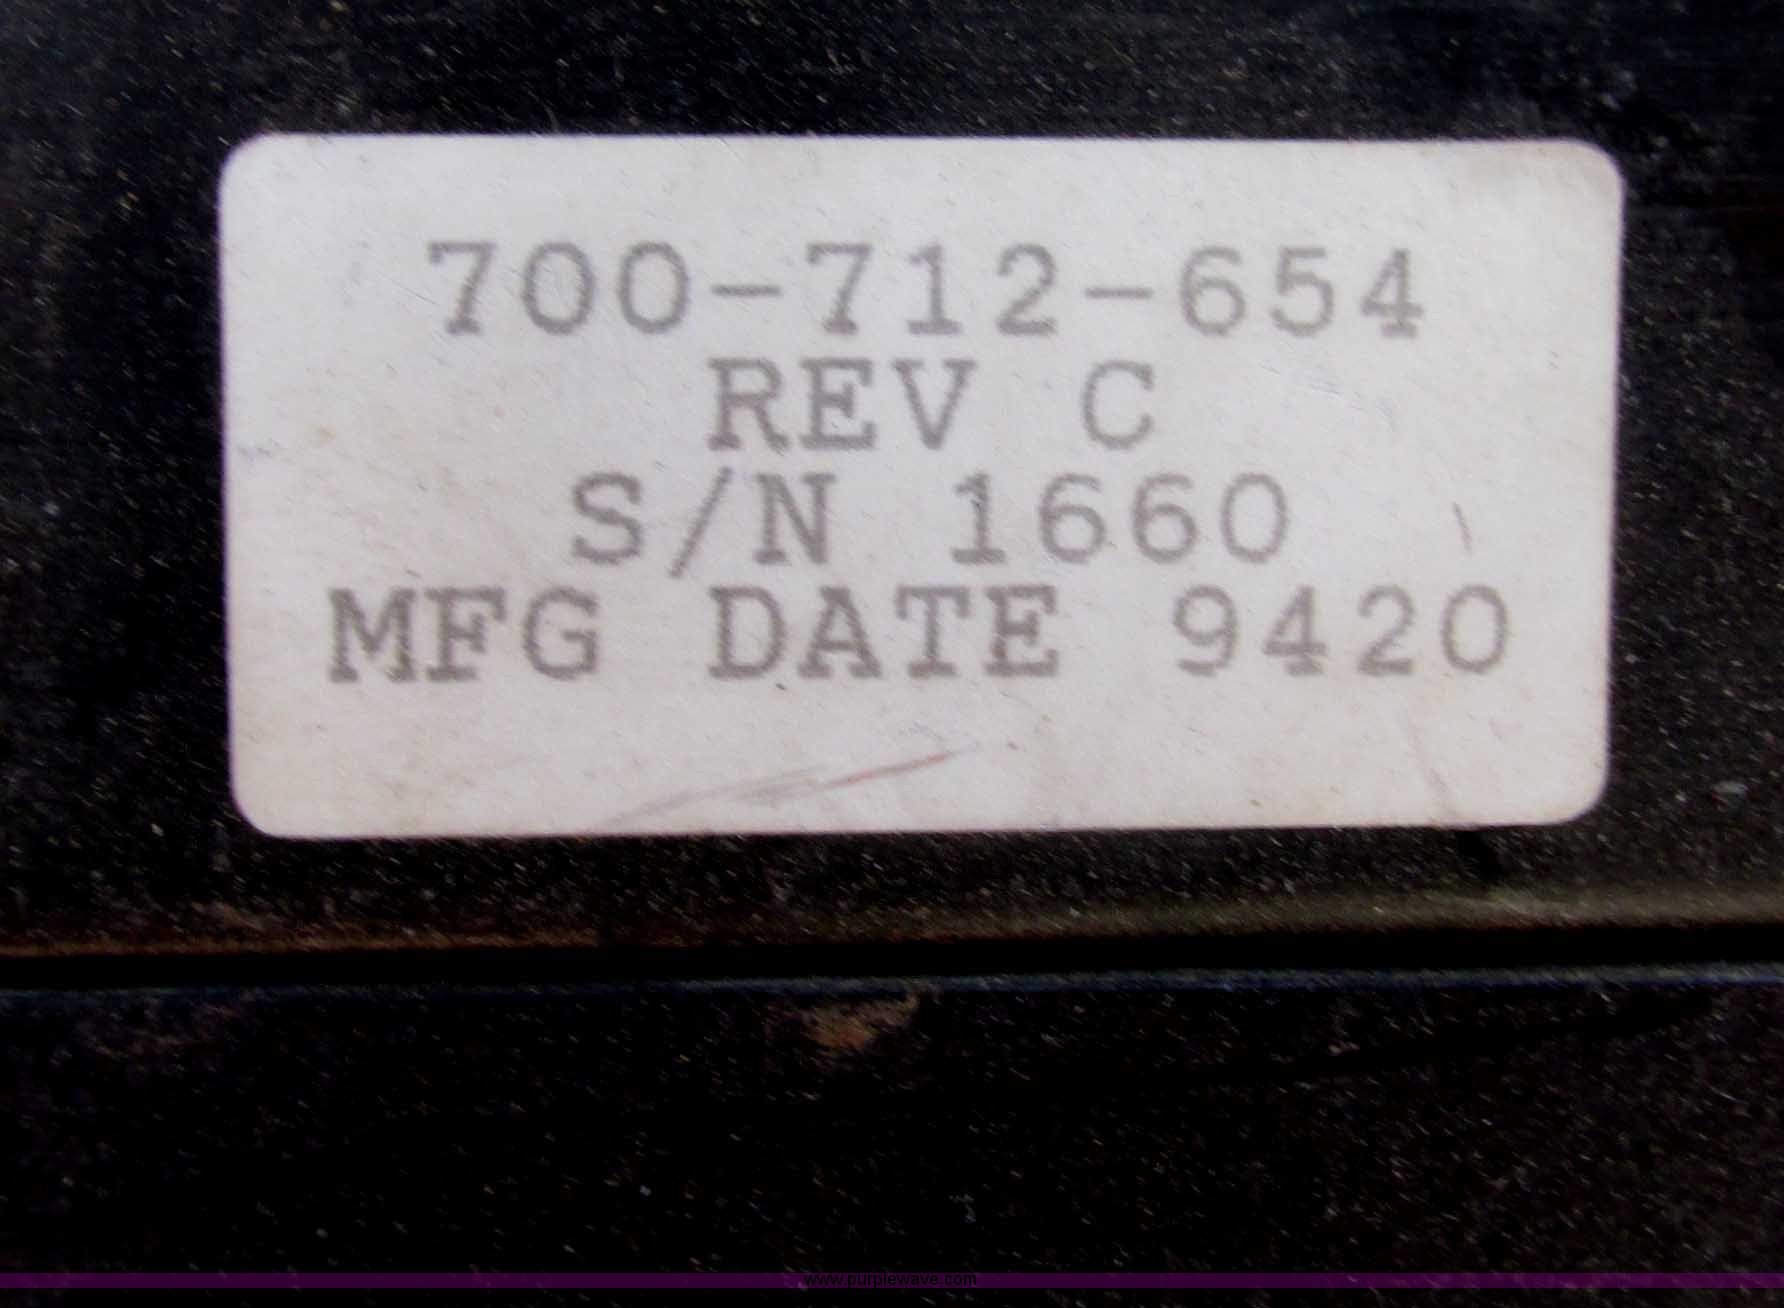 700-712-654
REV C
S/N 1660
MFG DATE 9420
www.purplewave.com